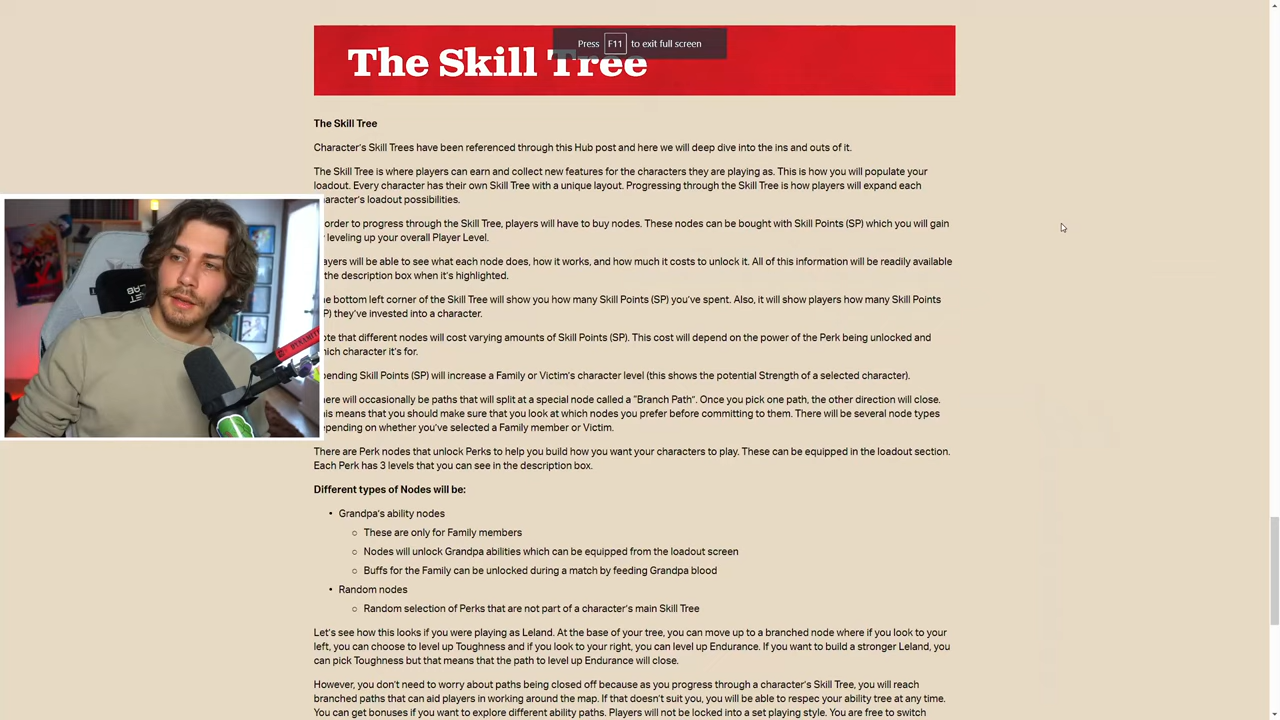 Press F11 to exit full screen
The Skill Tree
The Skill Tree
Character's Skill Trees have been referenced through this Hub post and here we will deep dive into the ins and outs of it.
The Skill Tree is where players can earn and collect new features for the characters they are playing as. This is how you will populate your
loadout. Every character has their own Skill Tree with a unique layout. Progressing through the Skill Tree is how players will expand each
character's loadout possibilities.
order to progress through the Skill Tree, players will have to buy nodes. These nodes can be bought with Skill Points (SP) which you will gain
leveling up your overall Player Level.
ayers will be able to see what each node does, how it works, and how much it costs to unlock it. All of this information will be readily available
the description box when it's highlighted.
e bottom left corner of the Skill Tree will show you how many Skill Points (SP) you've spent. Also, it will show players how many Skill Points
P) they've invested into a character.
ote that different nodes will cost varying amounts of Skill Points (SP). This cost will depend on the power of the Perk being unlocked and
hich character it's for.
pending Skill Points (SP) will increase a Family or Victim's character level (this shows the potential Strength of a selected character).
here will occasionally be paths that will split at a special node called a "Branch Path". Once you pick one path, the other direction will close.
his means that you should make sure that you look at which nodes you prefer before committing to them. There will be several node types
epending on whether you've selected a Family member or Victim.
There are Perk nodes that unlock Perks to help you build how you want your characters to play. These can be equipped in the loadout section.
Each Perk has 3 levels that you can see in the description box.
Different types of Nodes will be:
• Grandpa's ability nodes
○ These are only for Family members
○ Nodes will unlock Grandpa abilities which can be equipped from the loadout screen
○ Buffs for the Family can be unlocked during a match by feeding Grandpa blood
• Random nodes
○ Random selection of Perks that are not part of a character's main Skill Tree
Let's see how this looks if you were playing as Leland. At the base of your tree, you can move up to a branched node where if you look to your
left, you can choose to level up Toughness and if you look to your right, you can level up Endurance. If you want to build a stronger Leland, you
can pick Toughness but that means that the path to level up Endurance will close.
However, you don't need to worry about paths being closed off because as you progress through a character's Skill Tree, you will reach
branched paths that can aid players in working around the map. If that doesn't suit you, you will be able to respec your ability tree at any time.
You can get bonuses if you want to explore different ability paths. Players will not be locked into a set playing style. You are free to switch